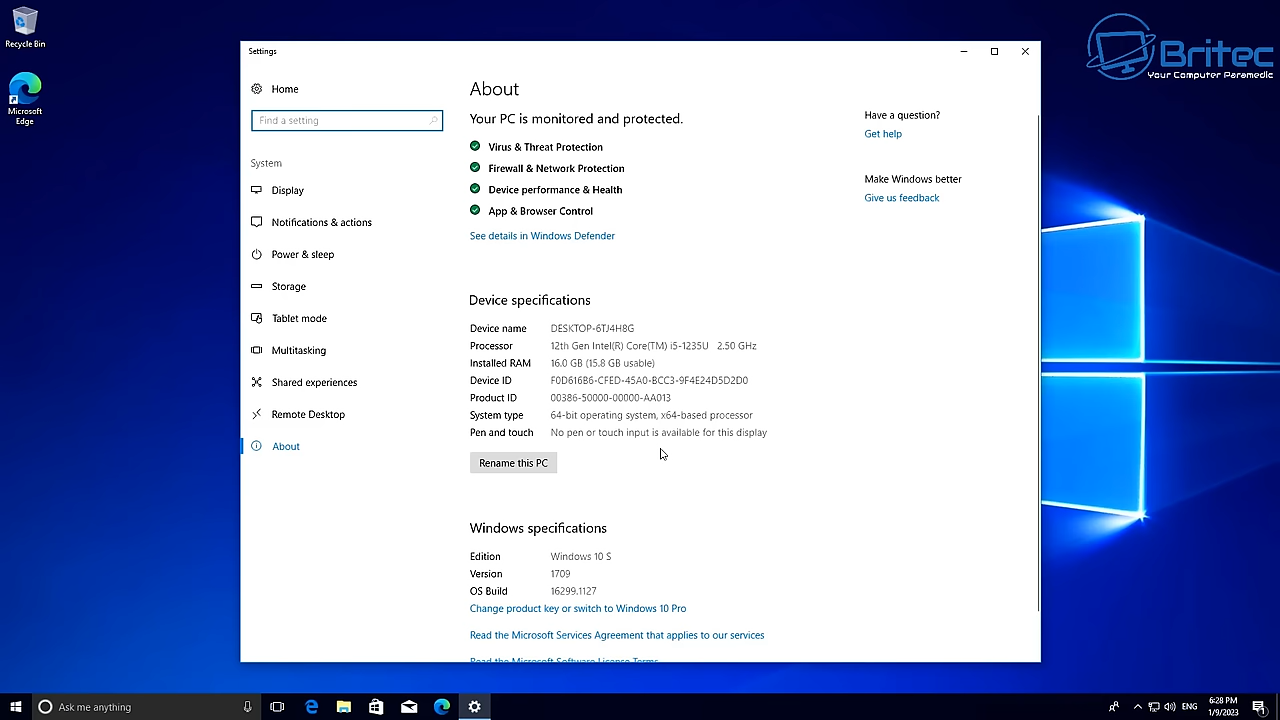 Recycle Bin
Microsoft
Edge
Britec
Your Computer Paramedic
Settings
Home
Find a setting
System
Display
Notifications & actions
Power & sleep
Storage
Tablet mode
Multitasking
Shared experiences
Remote Desktop
About
About
Your PC is monitored and protected.
Virus & Threat Protection
Firewall & Network Protection
Device performance & Health
App & Browser Control
See details in Windows Defender
Have a question?
Get help
Make Windows better
Give us feedback
Device specifications
Device name DESKTOP-6TJ4H8G
Processor 12th Gen Intel(R) Core(TM) i5-1235U 2.50 GHz
Installed RAM 16.0 GB (15.8 GB usable)
Device ID F0D616B6-CFED-45A0-BCC3-9F4E24D5D2D0
Product ID 00386-50000-00000-AA013
System type 64-bit operating system, x64-based processor
Pen and touch No pen or touch input is available for this display
Rename this PC
Windows specifications
Edition Windows 10 S
Version 1709
OS Build 16299.1127
Change product key or switch to Windows 10 Pro
Read the Microsoft Services Agreement that applies to our services
Read the Microsoft Software License Terms
Ask me anything
ENG
6:28 PM
1/9/2023